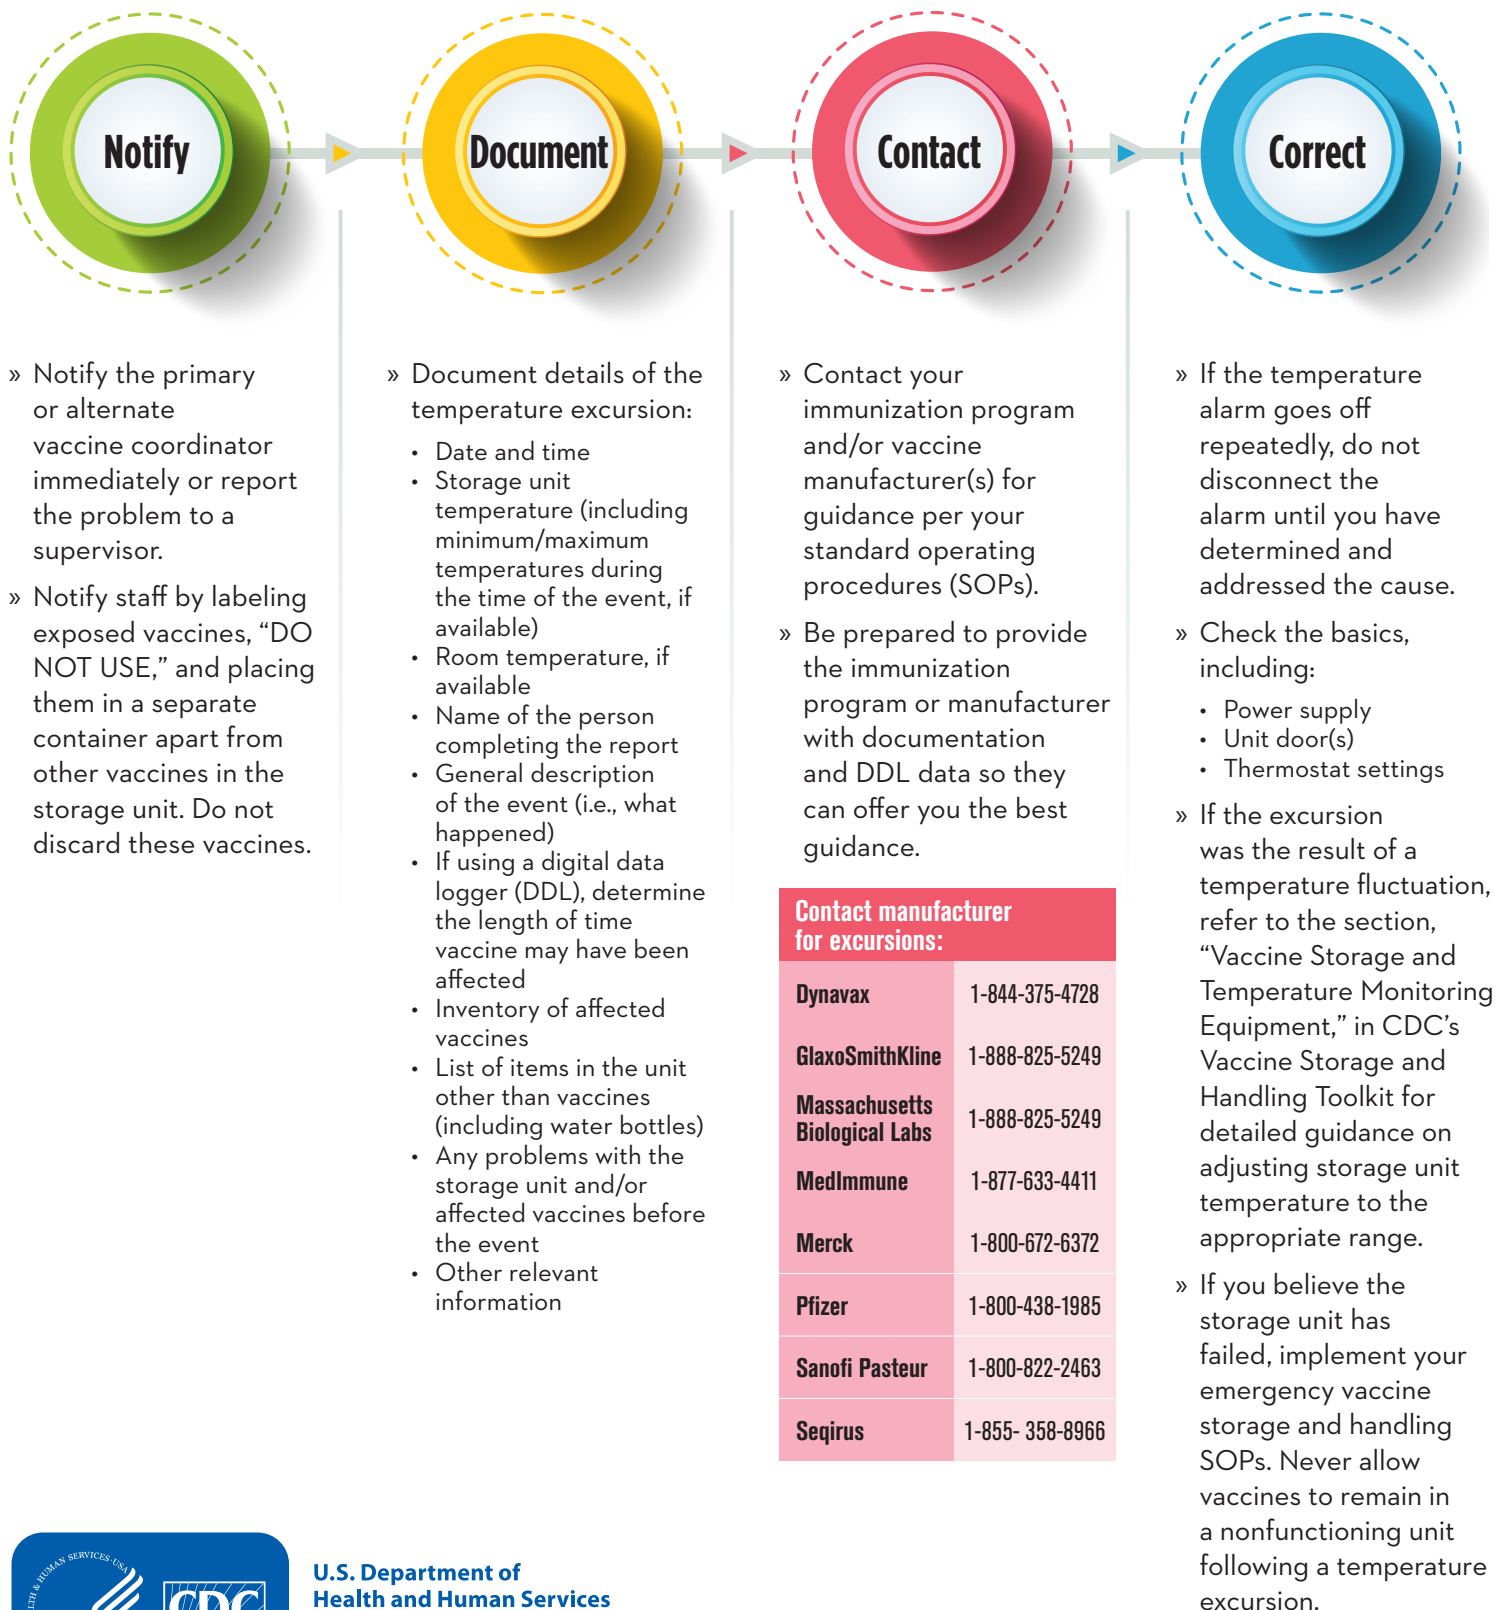 Notify
Document
Contact
Correct
» Notify the primary
or alternate
vaccine coordinator
immediately or report
the problem to a
supervisor.
» Notify staff by labeling
exposed vaccines, “DO
NOT USE,” and placing
them in a separate
container apart from
other vaccines in the
storage unit. Do not
discard these vaccines.
» Document details of the
temperature excursion:
• Date and time
• Storage unit
temperature (including
minimum/maximum
temperatures during
the time of the event, if
available)
• Room temperature, if
available
• Name of the person
completing the report
• General description
of the event (i.e., what
happened)
• If using a digital data
logger (DDL), determine
the length of time
vaccine may have been
affected
• Inventory of affected
vaccines
• List of items in the unit
other than vaccines
(including water bottles)
• Any problems with the
storage unit and/or
affected vaccines before
the event
• Other relevant
information
» Contact your
immunization program
and/or vaccine
manufacturer(s) for
guidance per your
standard operating
procedures (SOPs).
» Be prepared to provide
the immunization
program or manufacturer
with documentation
and DDL data so they
can offer you the best
guidance.
Contact manufacturer
for excursions:
Dynavax 1-844-375-4728
GlaxoSmithKline 1-888-825-5249
Massachusetts
Biological Labs 1-888-825-5249
MedImmune 1-877-633-4411
Merck 1-800-672-6372
Pfizer 1-800-438-1985
Sanofi Pasteur 1-800-822-2463
Seqirus 1-855- 358-8966
» If the temperature
alarm goes off
repeatedly, do not
disconnect the
alarm until you have
determined and
addressed the cause.
» Check the basics,
including:
• Power supply
• Unit door(s)
• Thermostat settings
» If the excursion
was the result of a
temperature fluctuation,
refer to the section,
“Vaccine Storage and
Temperature Monitoring
Equipment,” in CDC’s
Vaccine Storage and
Handling Toolkit for
detailed guidance on
adjusting storage unit
temperature to the
appropriate range.
» If you believe the
storage unit has
failed, implement your
emergency vaccine
storage and handling
SOPs. Never allow
vaccines to remain in
a nonfunctioning unit
following a temperature
excursion.
& HUMAN SERVICES·USA
CDC
U.S. Department of
Health and Human Services